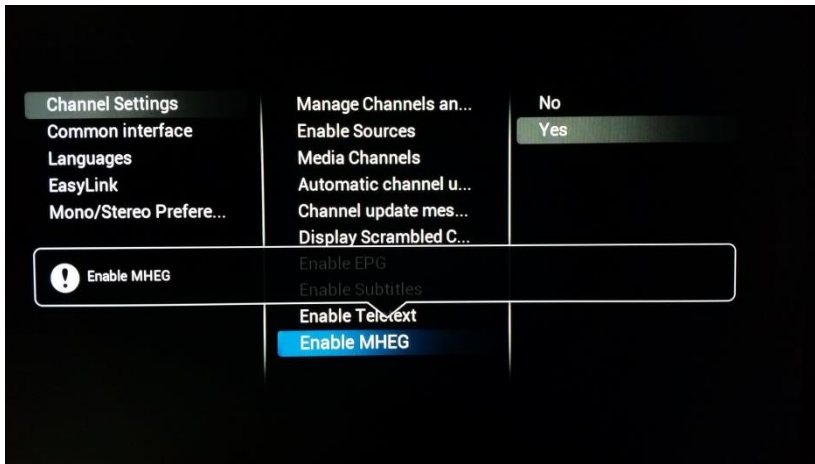 Channel Settings
Common interface
Languages
EasyLink
Mono/Stereo Prefere...
Manage Channels an...
Enable Sources
Media Channels
Automatic channel u...
Channel update mes...
Display Scrambled C...
Enable EPG
Enable Subtitles
Enable Teletext
Enable MHEG
No
Yes
Enable MHEG